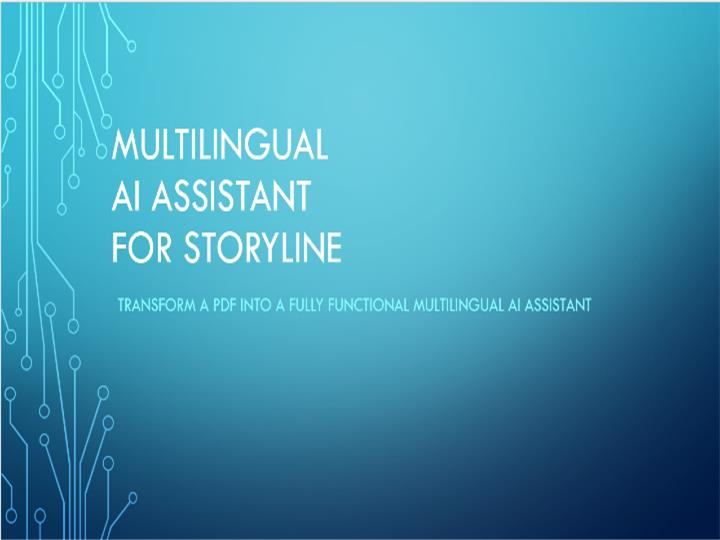 MULTILINGUAL
AI ASSISTANT
FOR STORYLINE
TRANSFORM A PDF INTO A FULLY FUNCTIONAL MULTILINGUAL AI ASSISTANT